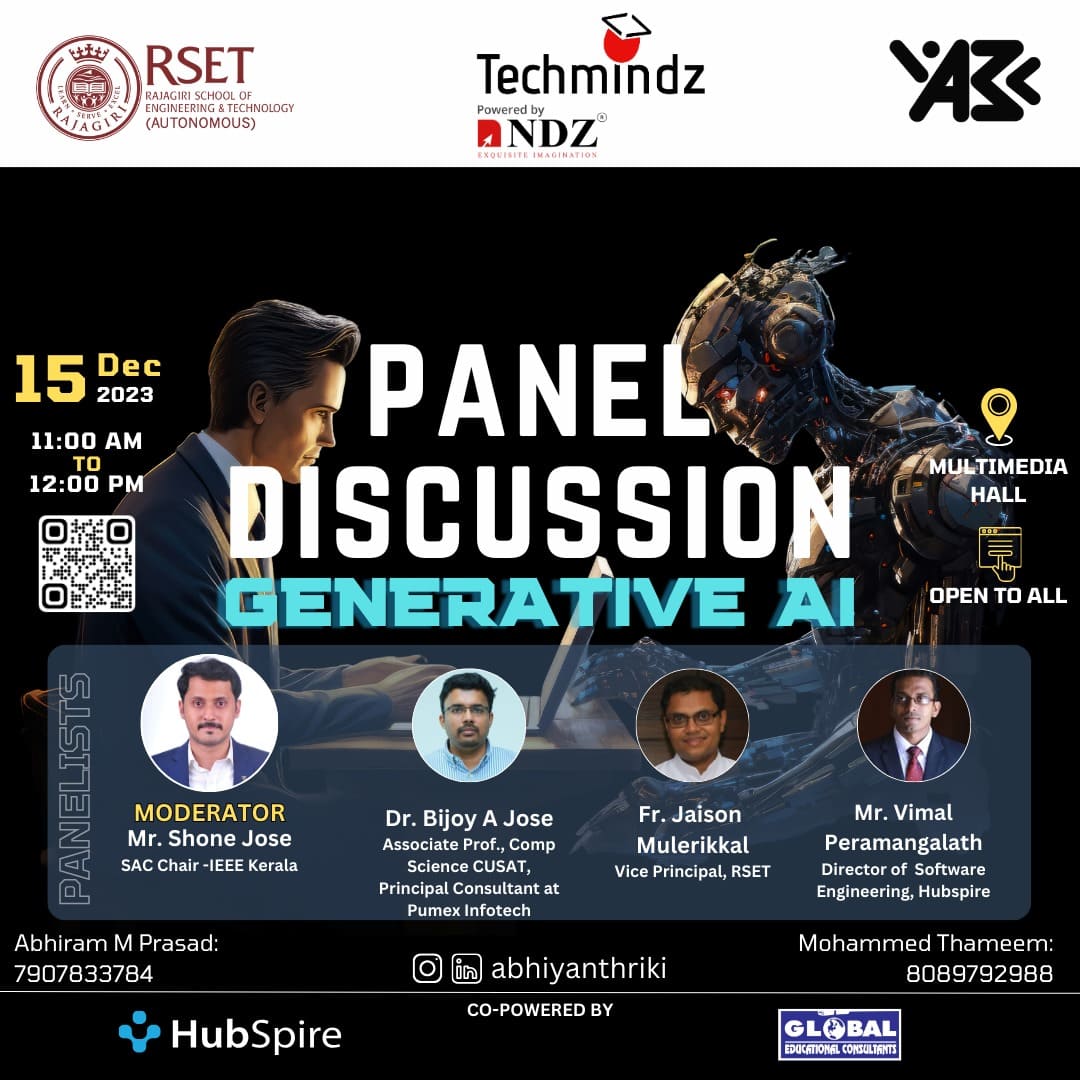 RSET
RAJAGIRI SCHOOL OF
ENGINEERING & TECHNOLOGY
(AUTONOMOUS)
LEARN • SERVE • EXCEL
RAJAGIRI
Techmindz
Powered by
NDZ®
EXQUISITE IMAGINATION
15 Dec
2023
11:00 AM
TO
12:00 PM
PANEL
DISCUSSION
GENERATIVE AI
MULTIMEDIA
HALL
OPEN TO ALL
PANELISTS
MODERATOR
Mr. Shone Jose
SAC Chair -IEEE Kerala
Dr. Bijoy A Jose
Associate Prof., Comp
Science CUSAT,
Principal Consultant at
Pumex Infotech
Fr. Jaison
Mulerikkal
Vice Principal, RSET
Mr. Vimal
Peramangalath
Director of Software
Engineering, Hubspire
Abhiram M Prasad:
7907833784
abhiyanthriki
Mohammed Thameem:
8089792988
CO-POWERED BY
HubSpire
GLOBAL
EDUCATIONAL CONSULTANTS